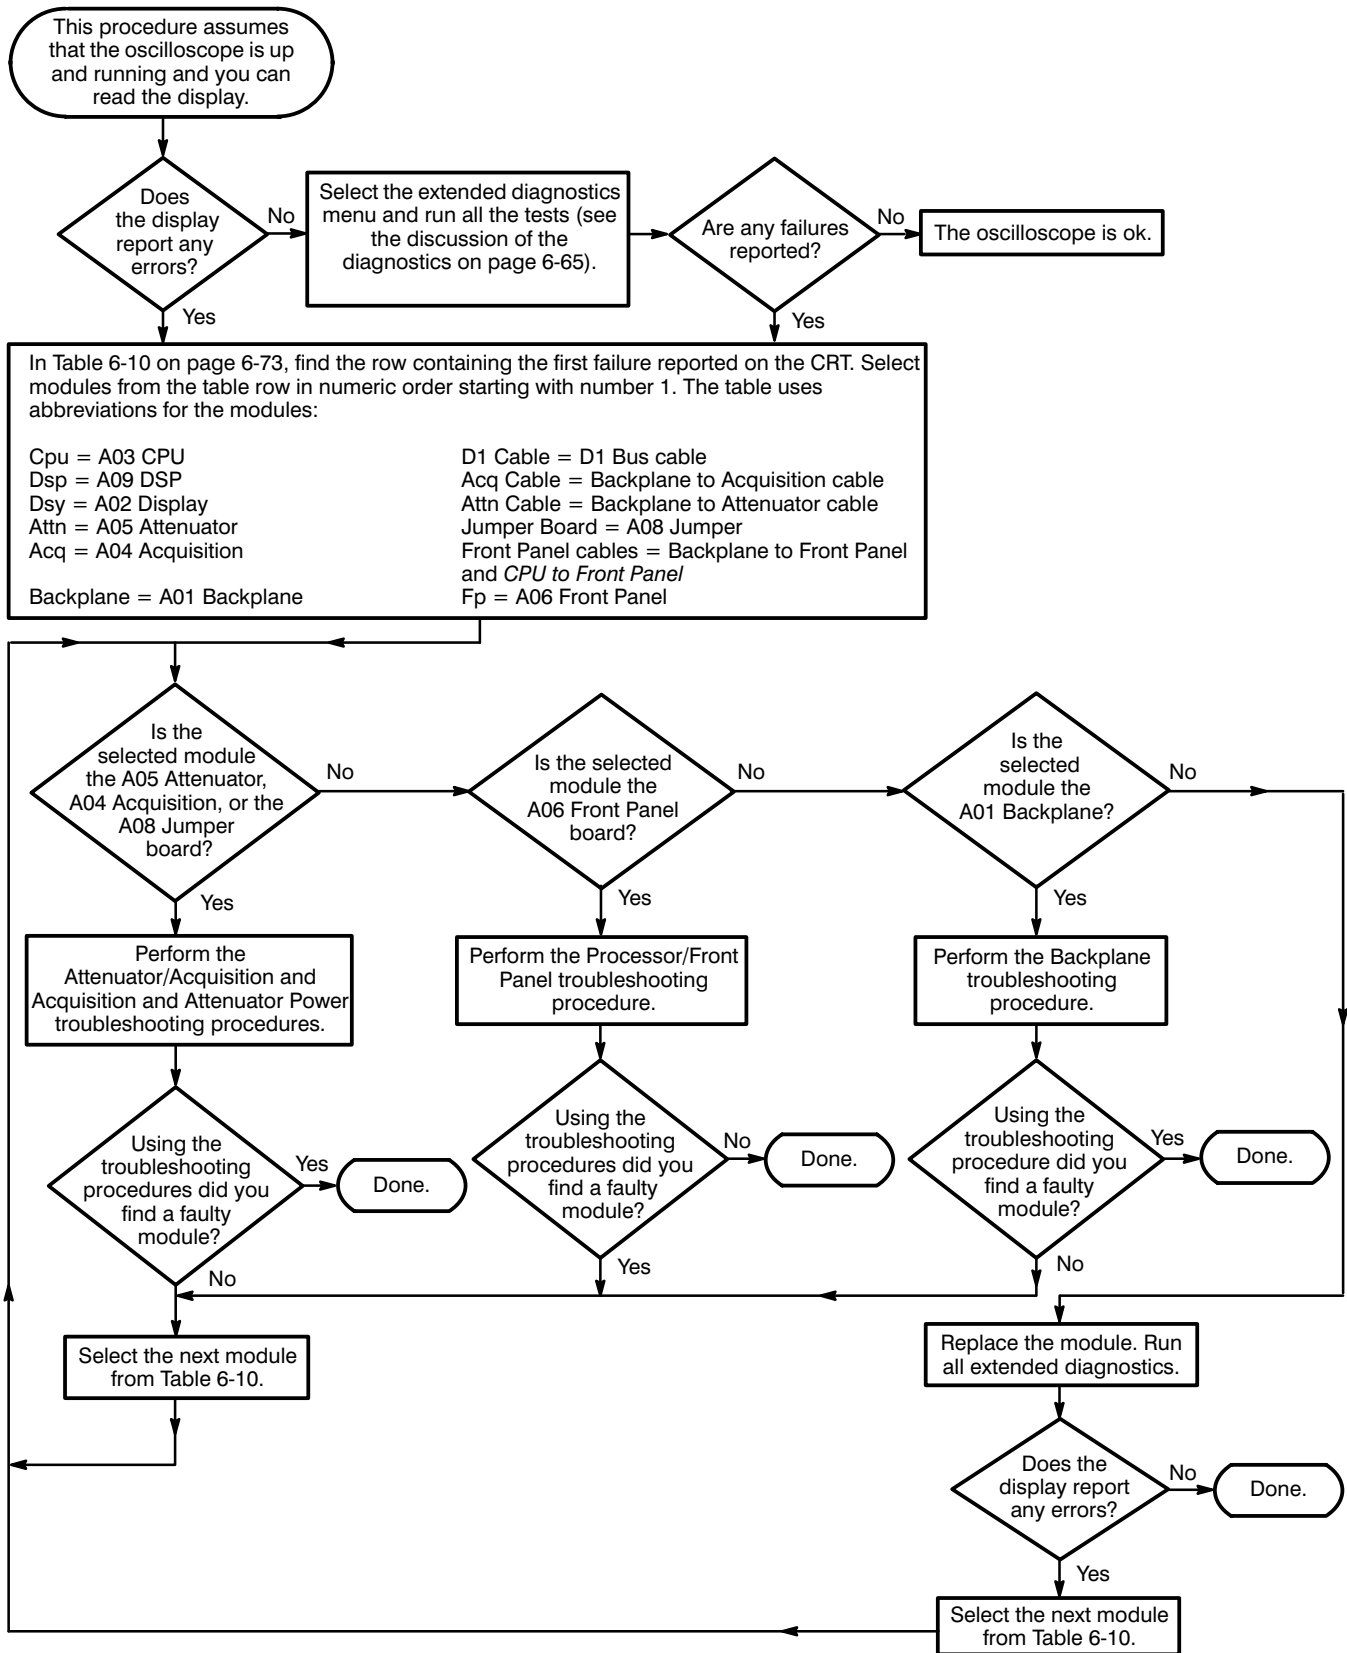 This procedure assumes
that the oscilloscope is up
and running and you can
read the display.
Does
the display
report any
errors?
No
Select the extended diagnostics
menu and run all the tests (see
the discussion of the
diagnostics on page 6-65).
Are any failures
reported?
No
The oscilloscope is ok.
Yes
Yes
In Table 6-10 on page 6-73, find the row containing the first failure reported on the CRT. Select
modules from the table row in numeric order starting with number 1. The table uses
abbreviations for the modules:
Cpu = A03 CPU
Dsp = A09 DSP
Dsy = A02 Display
Attn = A05 Attenuator
Acq = A04 Acquisition
Backplane = A01 Backplane
D1 Cable = D1 Bus cable
Acq Cable = Backplane to Acquisition cable
Attn Cable = Backplane to Attenuator cable
Jumper Board = A08 Jumper
Front Panel cables = Backplane to Front Panel
and CPU to Front Panel
Fp = A06 Front Panel
Is the
selected module
the A05 Attenuator,
A04 Acquisition, or the
A08 Jumper
board?
No
Is the selected
module the
A06 Front Panel
board?
No
Is the
selected
module the
A01 Backplane?
No
Yes
Yes
Yes
Perform the
Attenuator/Acquisition and
Acquisition and Attenuator Power
troubleshooting procedures.
Perform the Processor/Front
Panel troubleshooting
procedure.
Perform the Backplane
troubleshooting
procedure.
Using the
troubleshooting
procedures did you
find a faulty
module?
Yes
Done.
Using the
troubleshooting
procedures did you
find a faulty
module?
No
Done.
Using the
troubleshooting
procedure did you
find a faulty
module?
Yes
Done.
No
Yes
No
Select the next module
from Table 6-10.
Replace the module. Run
all extended diagnostics.
Does the
display report
any errors?
No
Done.
Yes
Select the next module
from Table 6-10.